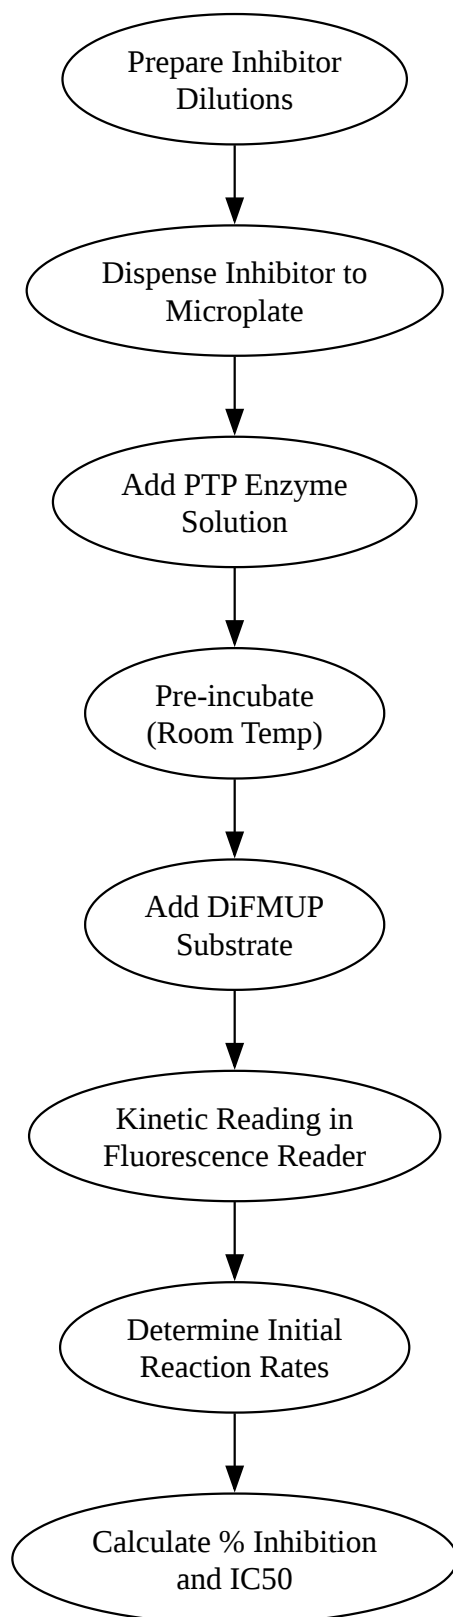 Prepare Inhibitor
Dilutions
Dispense Inhibitor to
Microplate
Add PTP Enzyme
Solution
Pre-incubate
(Room Temp)
Add DiFMUP
Substrate
Kinetic Reading in
Fluorescence Reader
Determine Initial
Reaction Rates
Calculate % Inhibition
and IC50